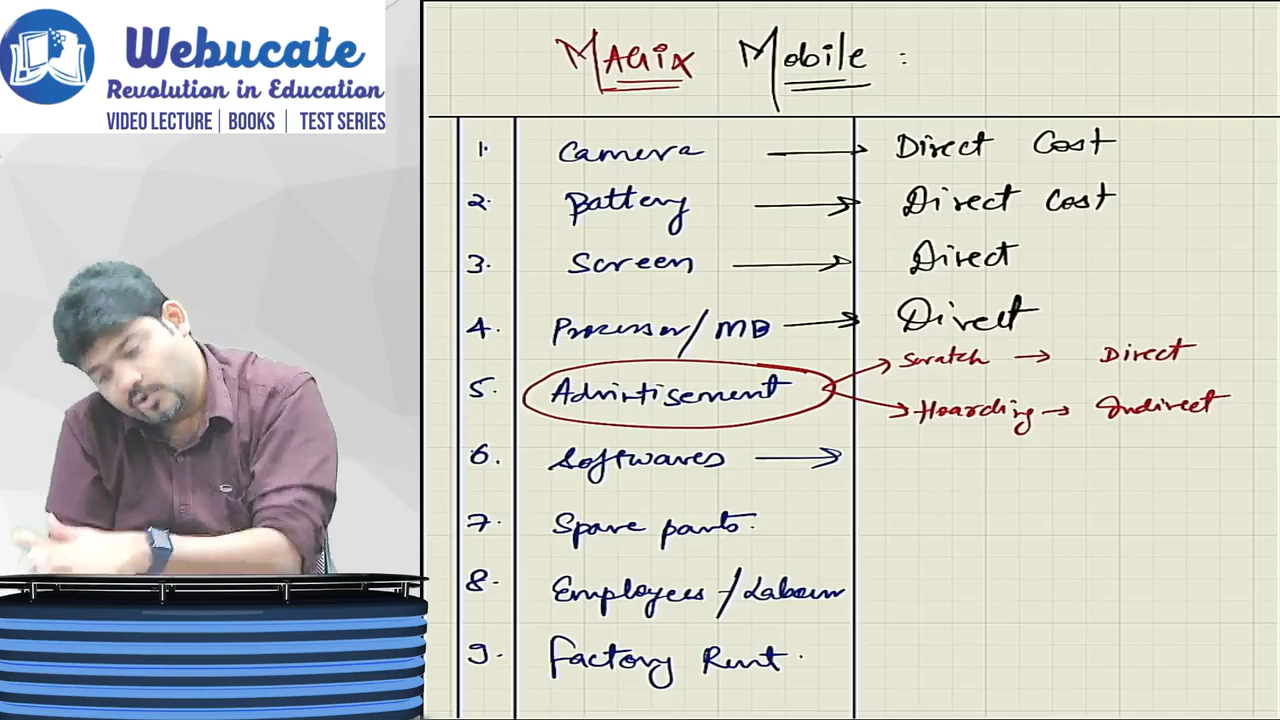 Webucate
Revolution in Education
VIDEO LECTURE | BOOKS | TEST SERIES
MAGIX Mobile :
1. Camera → Direct Cost
2. Battery → Direct Cost
3. Screen → Direct
4. Processor/MB → Direct
Scratch → Direct
5. Advirtisement
Hoarding → Indirect
6. Softwares →
7. Spare parts.
8. Employees/Labour
9. Factory Rent.